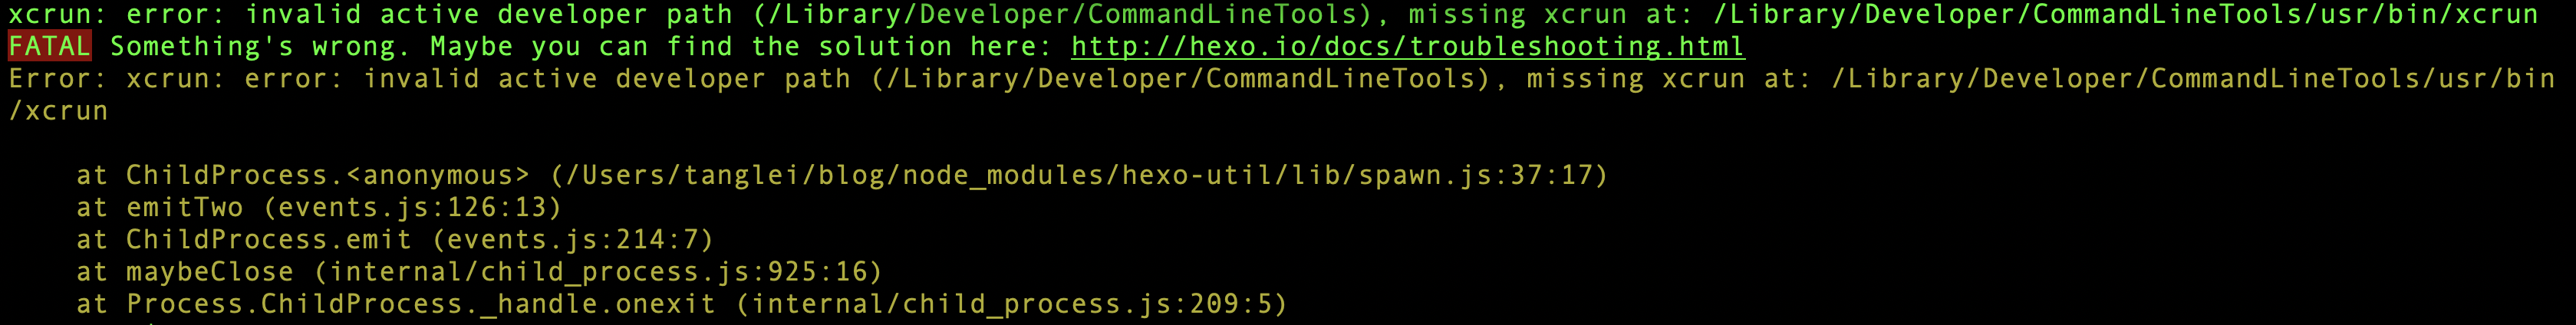 xcrun: error: invalid active developer path (/Library/Developer/CommandLineTools), missing xcrun at: /Library/Developer/CommandLineTools/usr/bin/xcrun
FATAL Something's wrong. Maybe you can find the solution here: http://hexo.io/docs/troubleshooting.html
Error: xcrun: error: invalid active developer path (/Library/Developer/CommandLineTools), missing xcrun at: /Library/Developer/CommandLineTools/usr/bin
/xcrun
at ChildProcess.<anonymous> (/Users/tanglei/blog/node_modules/hexo-util/lib/spawn.js:37:17)
at emitTwo (events.js:126:13)
at ChildProcess.emit (events.js:214:7)
at maybeClose (internal/child_process.js:925:16)
at Process.ChildProcess._handle.onexit (internal/child_process.js:209:5)